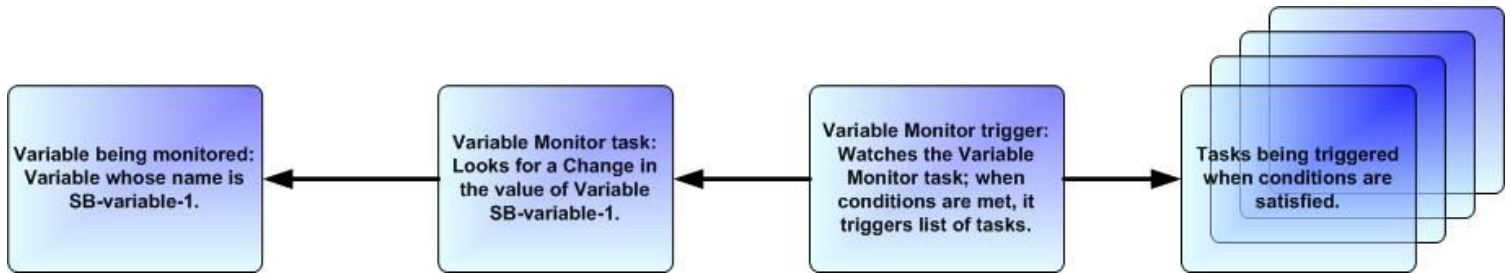 Variable being monitored:
Variable whose name is
SB-variable-1.
Variable Monitor task:
Looks for a Change in
the value of Variable
SB-variable-1.
Variable Monitor trigger:
Watches the Variable
Monitor task; when
conditions are met, it
triggers list of tasks.
Tasks being triggered
when conditions are
satisfied.